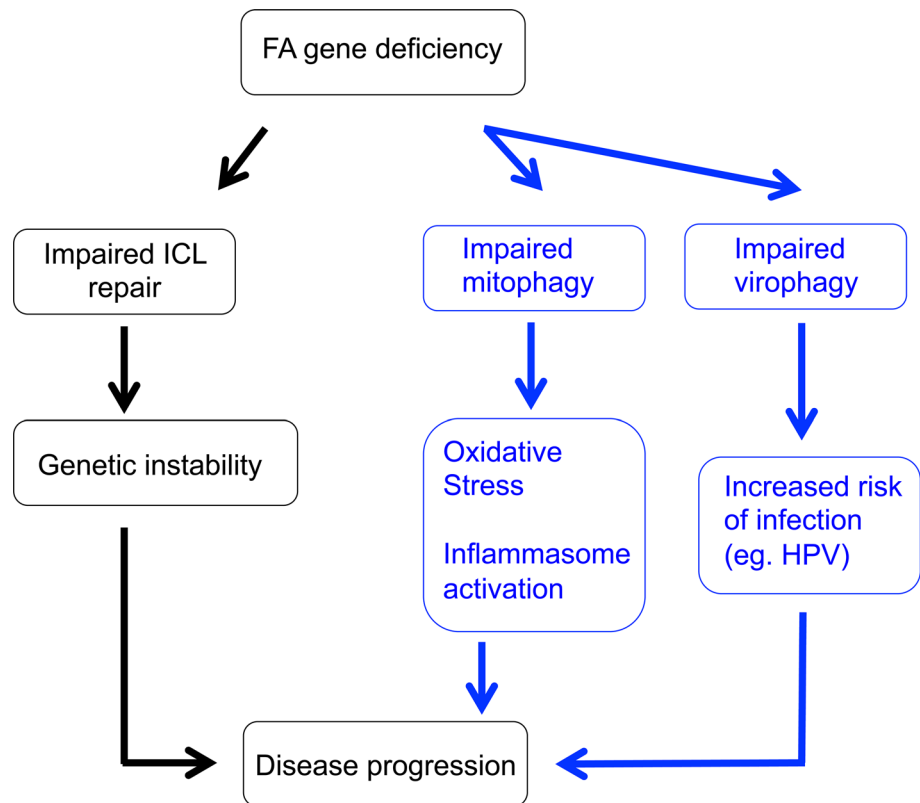 FA gene deficiency
Impaired ICL
repair
Impaired
mitophagy
Impaired
virophagy
Genetic instability
Oxidative
Stress
Inflammasome
activation
Increased risk
of infection
(eg. HPV)
Disease progression